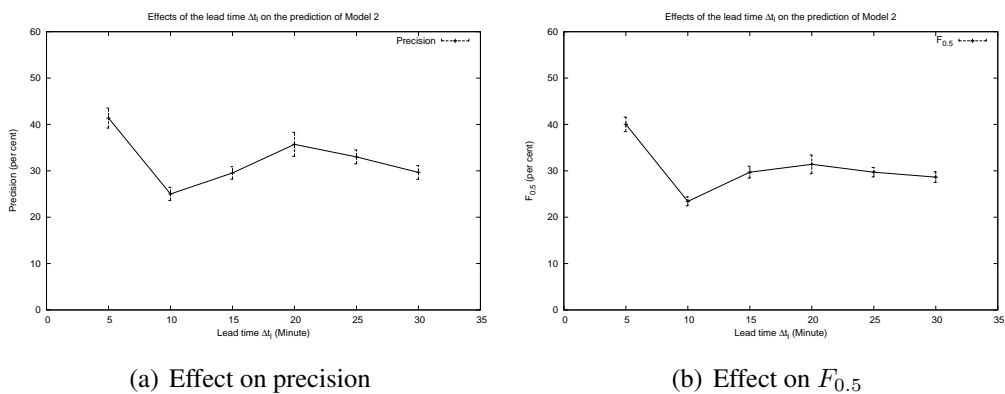 Effects of the lead time Δt_l on the prediction of Model 2
Precision
Precision (per cent)
60
50
40
30
20
10
0
0 5 10 15 20 25 30 35
Lead time Δt_l (Minute)
(a) Effect on precision
Effects of the lead time Δt_l on the prediction of Model 2
F_0.5
F_0.5 (per cent)
60
50
40
30
20
10
0
0 5 10 15 20 25 30 35
Lead time Δt_l (Minute)
(b) Effect on F_0.5